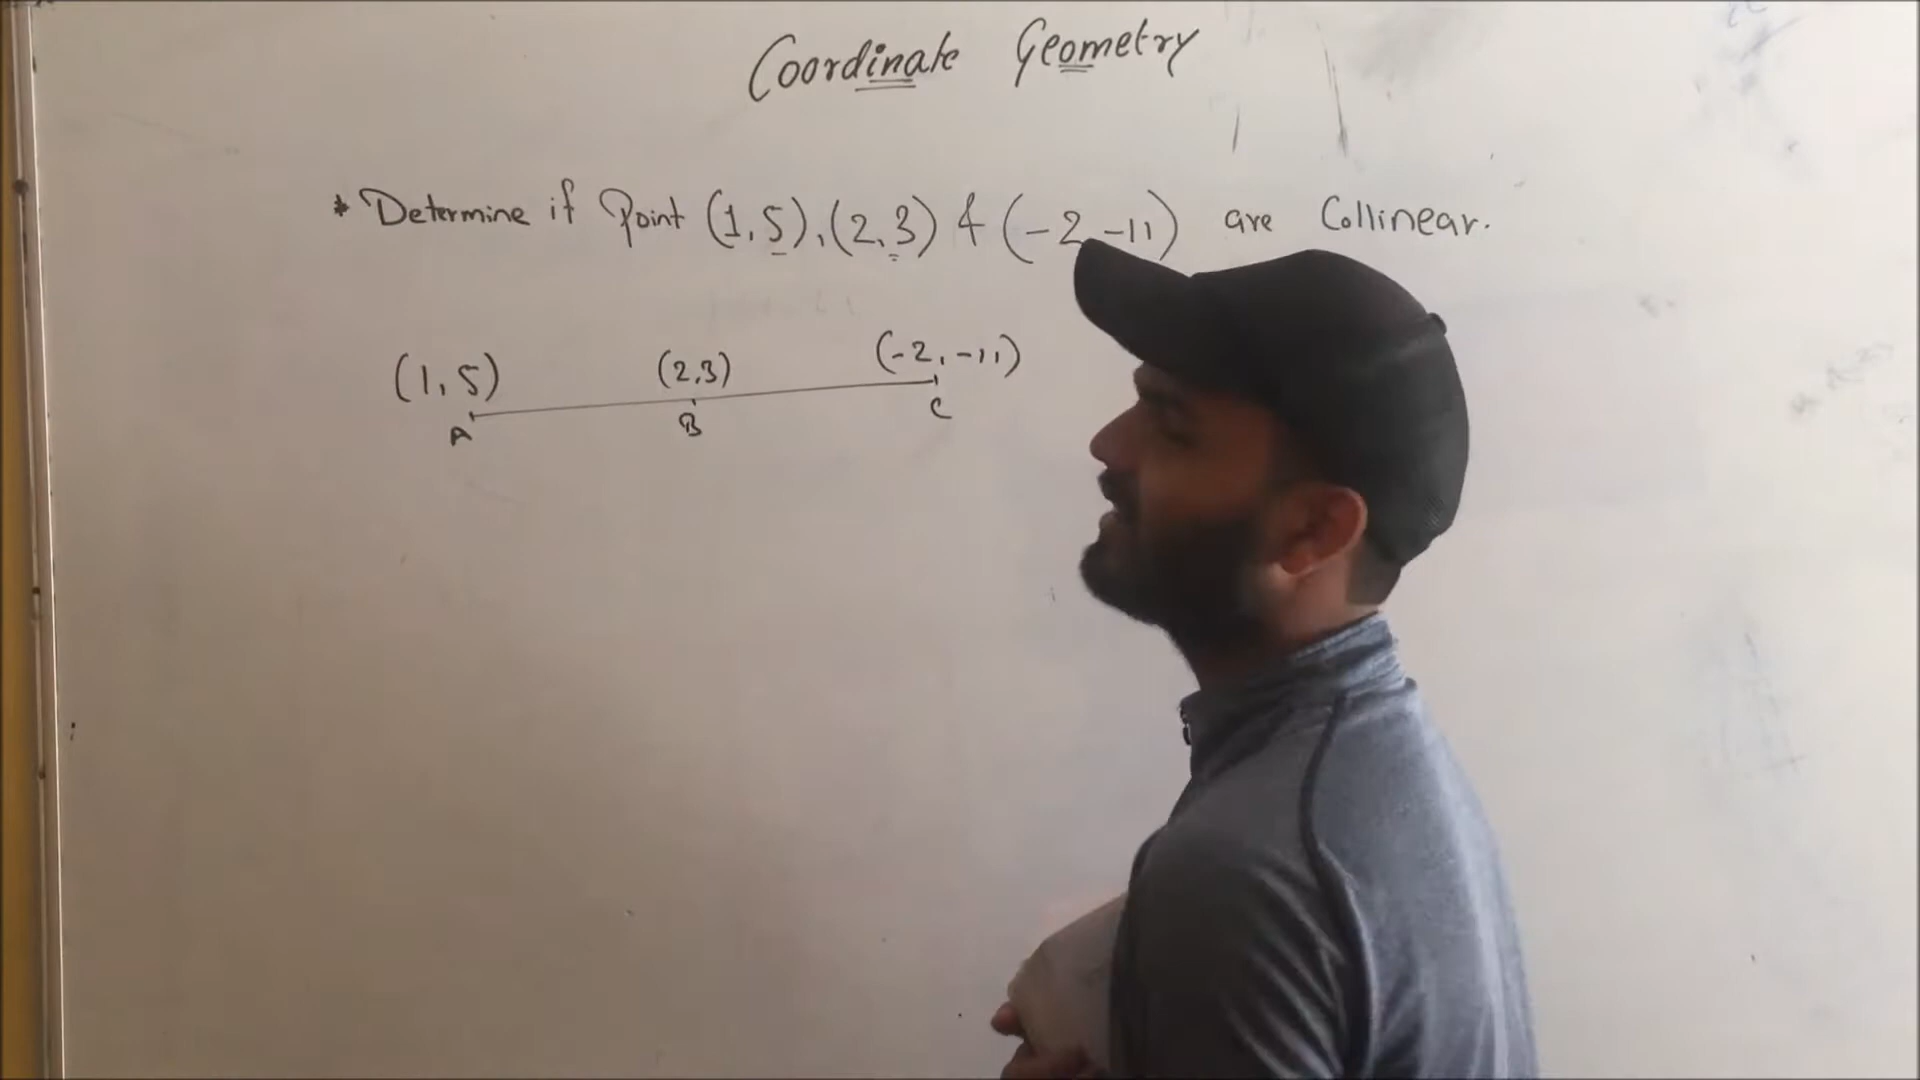 Coordinate Geometry
* Determine if Point (1, 5), (2, 3) & (-2, -11) are Collinear.
(1, 5) (2,3) (-2, -11)
A B C